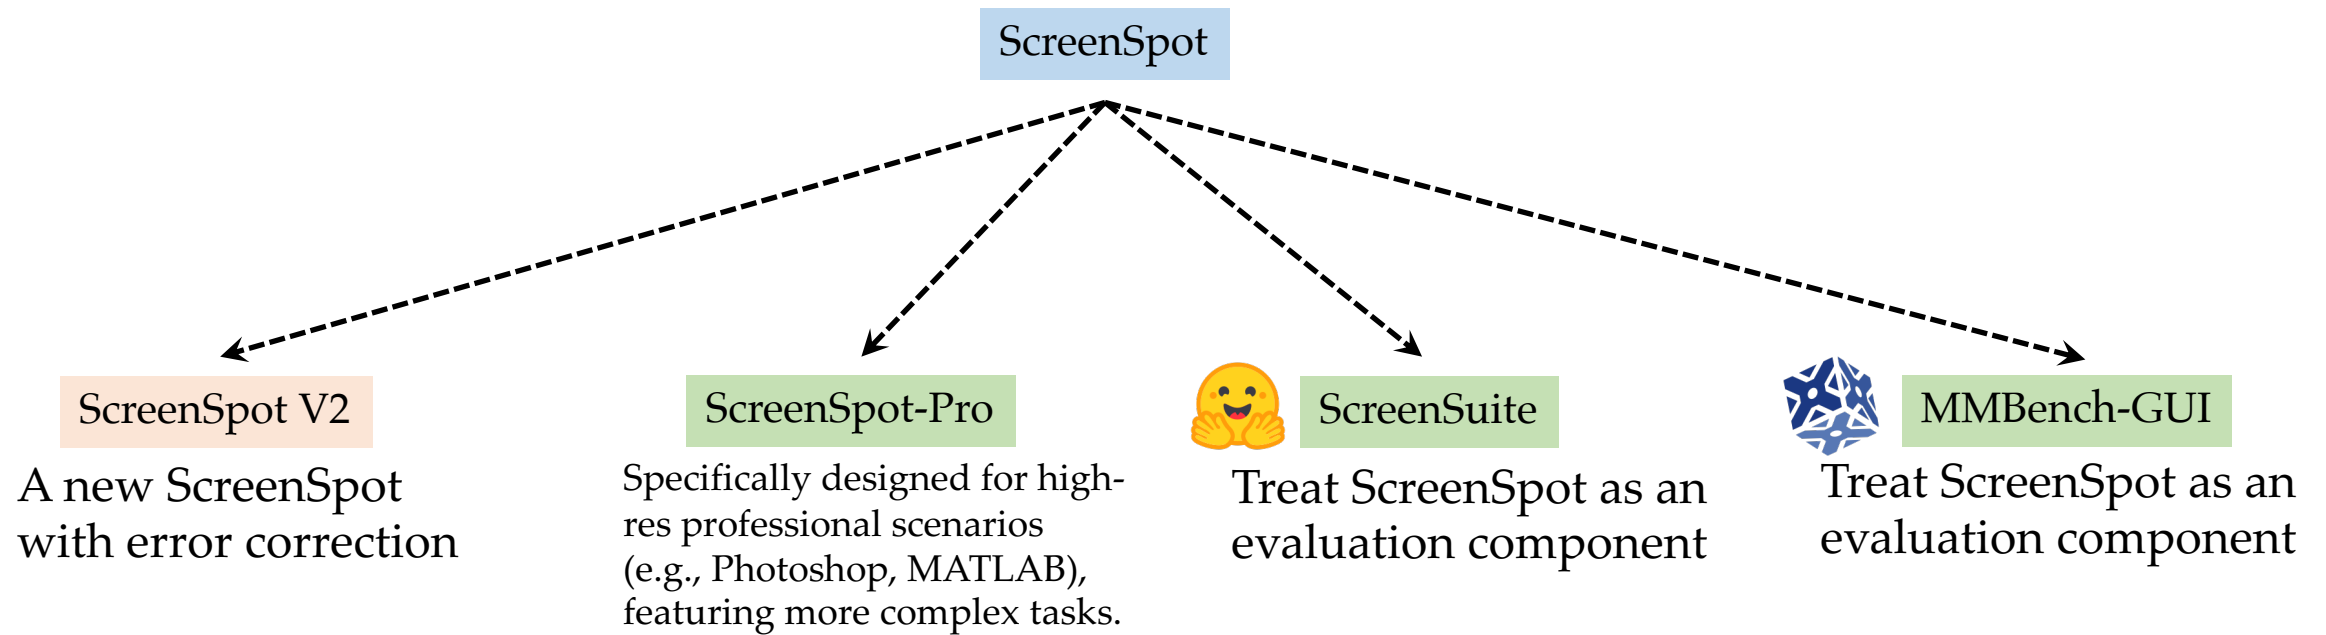 ScreenSpot
ScreenSpot V2
A new ScreenSpot
with error correction
ScreenSpot-Pro
Specifically designed for high-
res professional scenarios
(e.g., Photoshop, MATLAB),
featuring more complex tasks.
ScreenSuite
Treat ScreenSpot as an
evaluation component
MMBench-GUI
Treat ScreenSpot as an
evaluation component